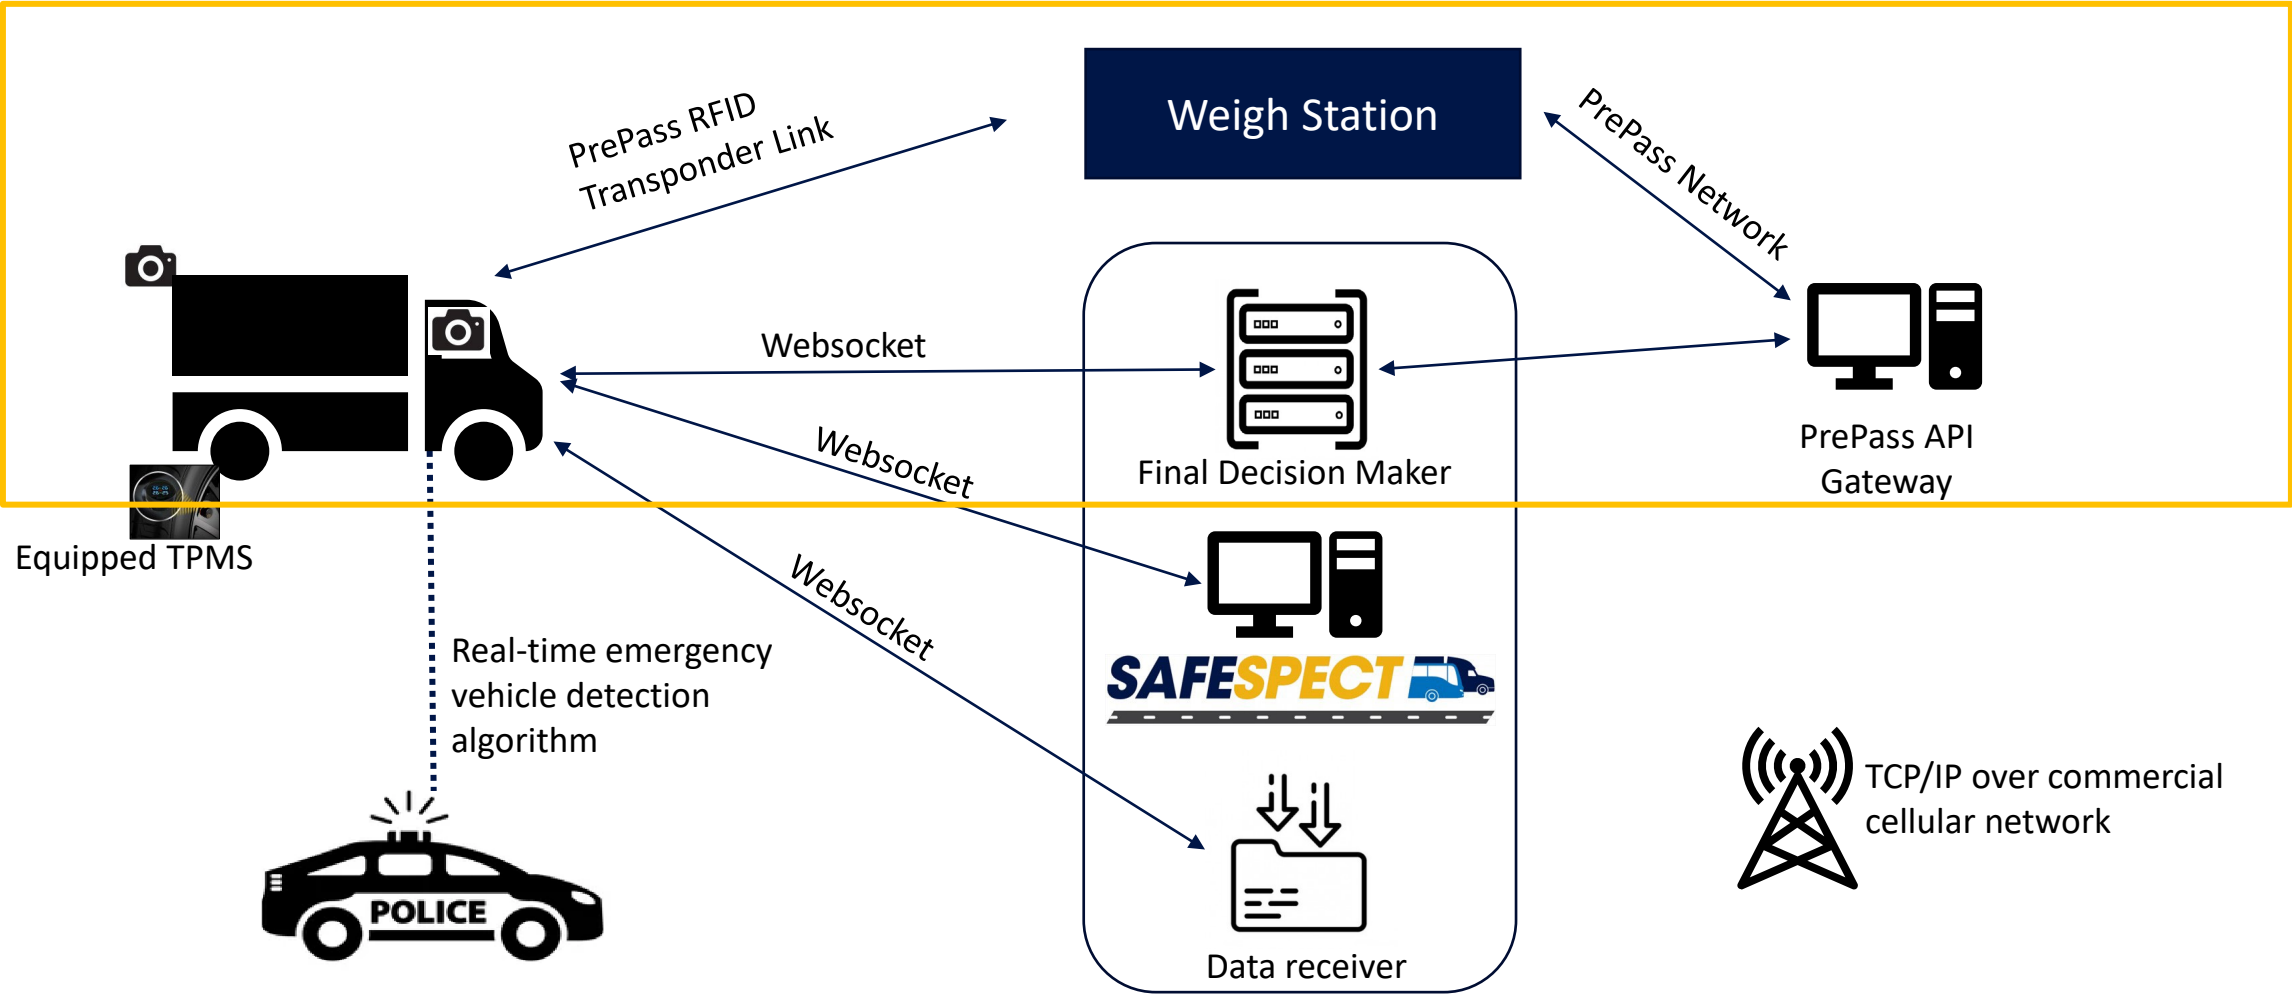 PrePass RFID
Transponder Link
Weigh Station
PrePass Network
Websocket
Final Decision Maker
PrePass API
Gateway
Websocket
Equipped TPMS
Websocket
Real-time emergency
vehicle detection
algorithm
SAFESPECT
TCP/IP over commercial
cellular network
POLICE
Data receiver